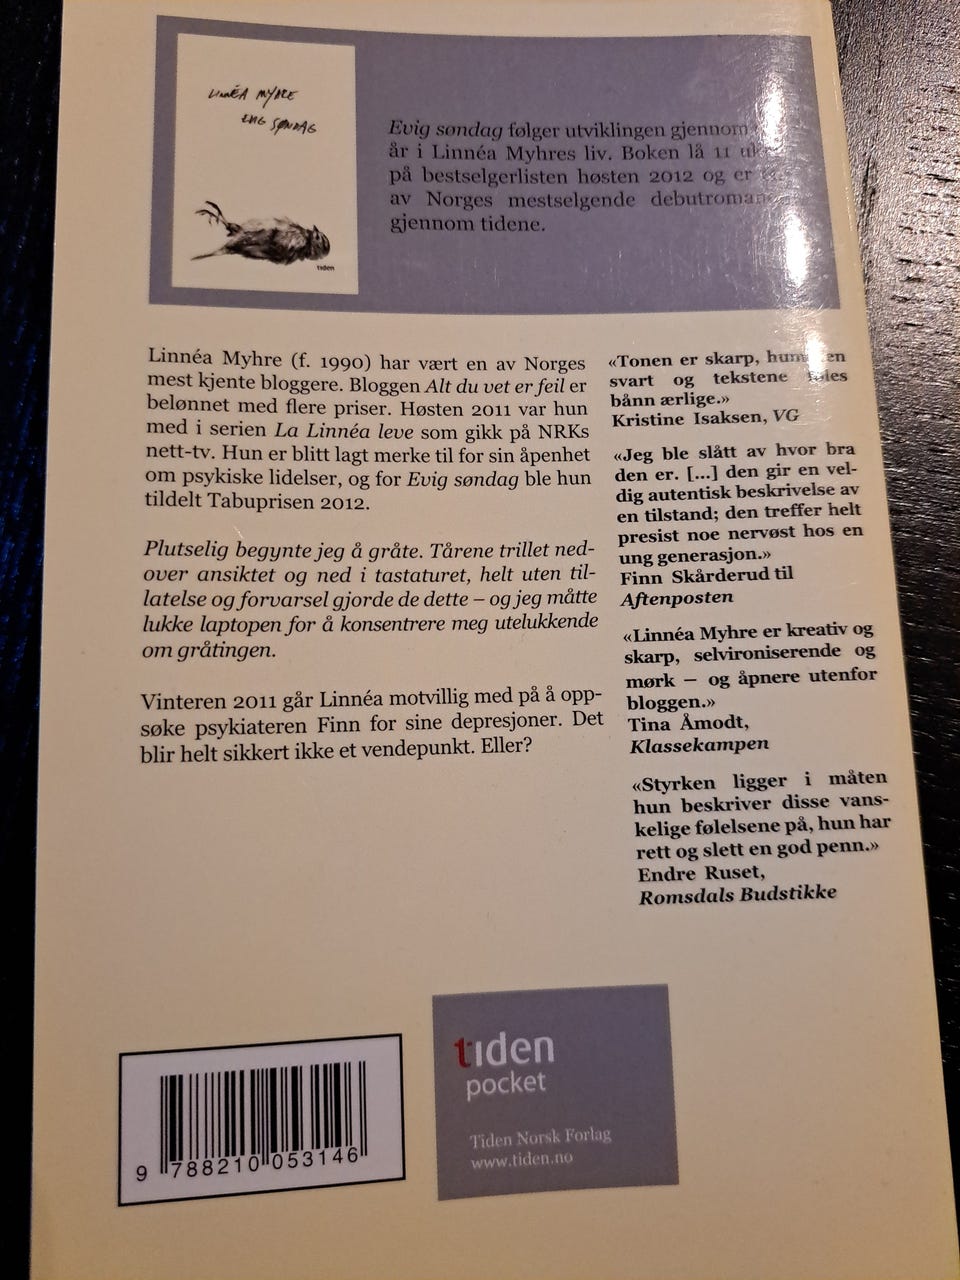 LINNÉA MYHRE
EVIG SØNDAG
tiden
Evig søndag følger utviklingen gjennom
år i Linnéa Myhres liv. Boken lå 11
på bestselgerlisten høsten 2012 og er
av Norges mestselgende debutromaner
gjennom tidene.
Linnéa Myhre (f. 1990) har vært en av Norges
mest kjente bloggere. Bloggen Alt du vet er feil er
belønnet med flere priser. Høsten 2011 var hun
med i serien La Linnéa leve som gikk på NRKs
nett-tv. Hun er blitt lagt merke til for sin åpenhet
om psykiske lidelser, og for Evig søndag ble hun
tildelt Tabuprisen 2012.
Plutselig begynte jeg å gråte. Tårene trillet ned-
over ansiktet og ned i tastaturet, helt uten til-
latelse og forvarsel gjorde de dette – og jeg måtte
lukke laptopen for å konsentrere meg utelukkende
om gråtingen.
Vinteren 2011 går Linnéa motvillig med på å opp-
søke psykiateren Finn for sine depresjoner. Det
blir helt sikkert ikke et vendepunkt. Eller?
«Tonen er skarp, humoren
svart og tekstene føles
bånn ærlige.»
Kristine Isaksen, VG
«Jeg ble slått av hvor bra
den er. [...] den gir en vel-
dig autentisk beskrivelse av
en tilstand; den treffer helt
presist noe nervøst hos en
ung generasjon.»
Finn Skårderud til
Aftenposten
«Linnéa Myhre er kreativ og
skarp, selvironiserende og
mørk – og åpnere utenfor
bloggen.»
Tina Åmodt,
Klassekampen
«Styrken ligger i måten
hun beskriver disse vans-
kelige følelsene på, hun har
rett og slett en god penn.»
Endre Ruset,
Romsdals Budstikke
9 788210 053146
tiden
pocket
Tiden Norsk Forlag
www.tiden.no